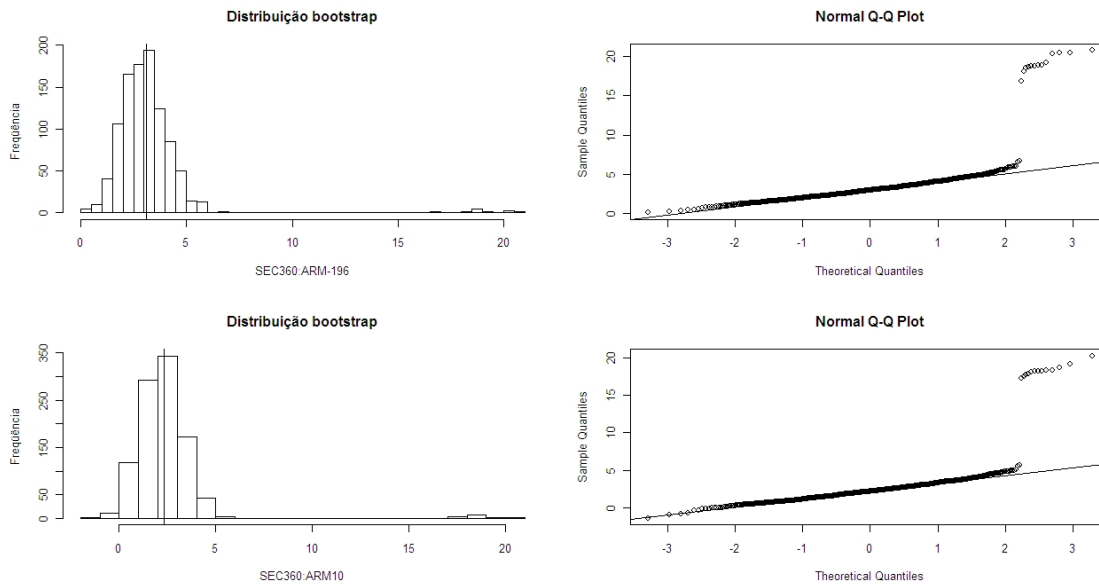 Distribuição bootstrap
Normal Q-Q Plot
Freqüência
200
150
100
50
0
0 5 10 15 20
SEC360:ARM-196
Sample Quantiles
20
15
10
5
0
-3 -2 -1 0 1 2 3
Theoretical Quantiles
Distribuição bootstrap
Normal Q-Q Plot
Freqüência
350
250
150
50
0
0 5 10 15 20
SEC360:ARM10
Sample Quantiles
20
15
10
5
0
-3 -2 -1 0 1 2 3
Theoretical Quantiles